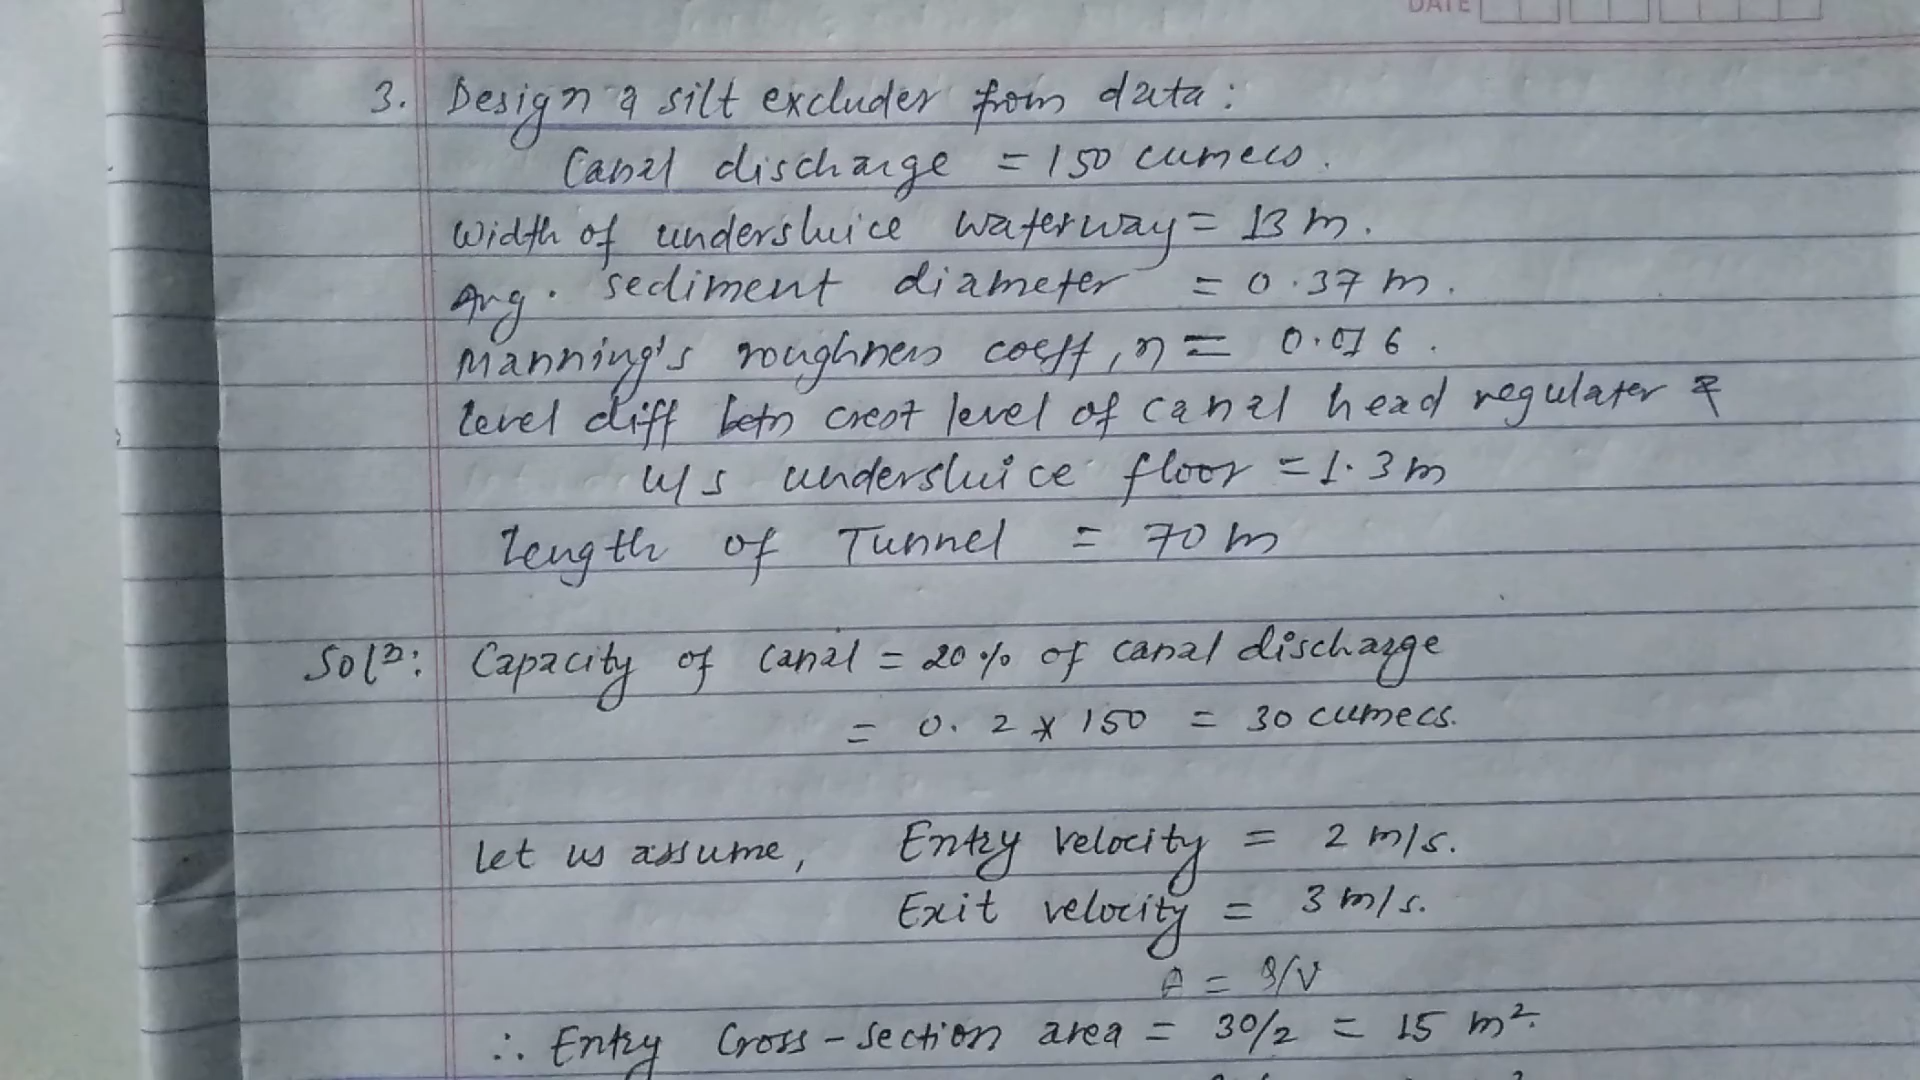 DATE
3. Design a silt excluder from data:
Canal discharge = 150 cumecs.
Width of undersluice waterway = 13 m.
Avg. sediment diameter = 0.37 m.
Manning's roughness coeff, n = 0.016.
level diff betn crest level of canal head regulater &
u/s undersluice floor = 1.3 m
Length of Tunnel = 70 m
Solⁿ: Capacity of canal = 20% of canal discharge
= 0.2 * 150 = 30 cumecs.
Let us assume, Entry velocity = 2 m/s.
Exit velocity = 3 m/s.
A = Q/V
∴ Entry Cross-section area = 30/2 = 15 m².